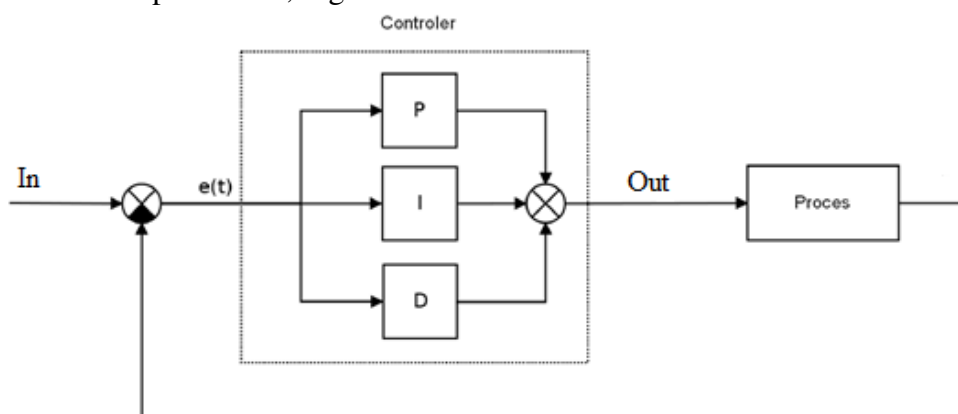 Controler
P
In
e(t)
I
Out
Proces
D